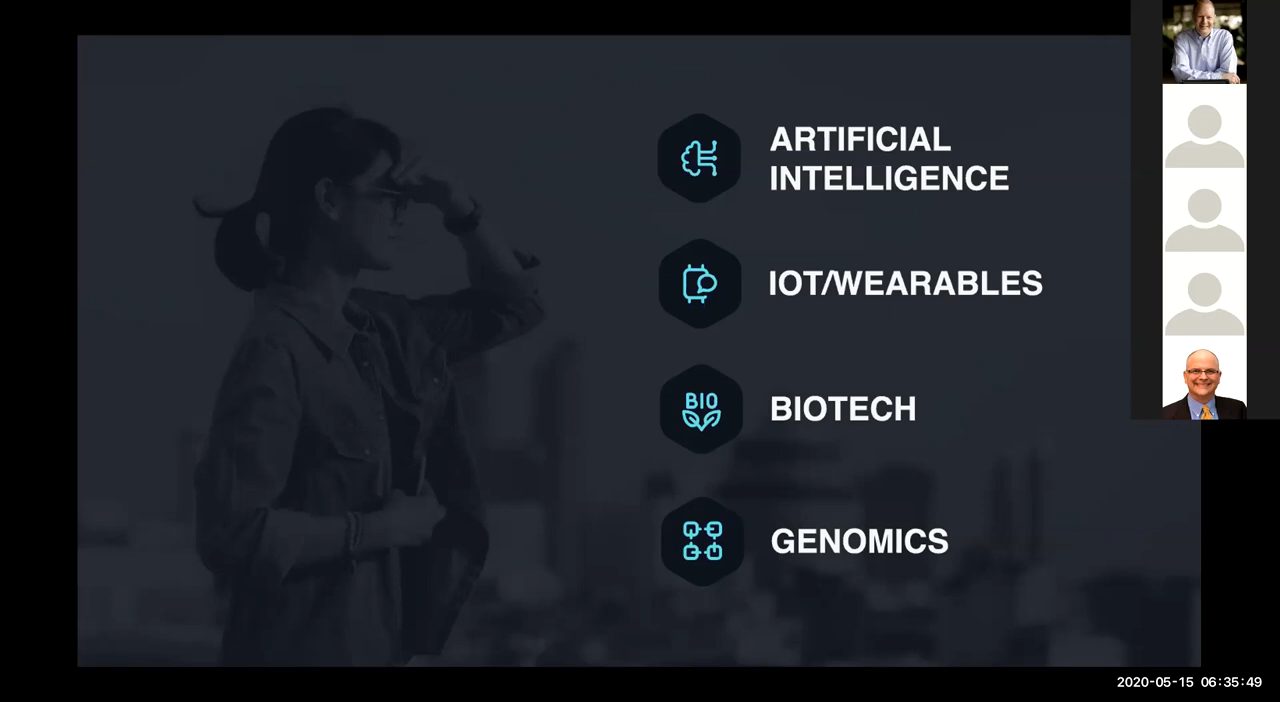 ARTIFICIAL
INTELLIGENCE
IOT/WEARABLES
BIO
BIOTECH
GENOMICS
2020-05-15 06:35:49